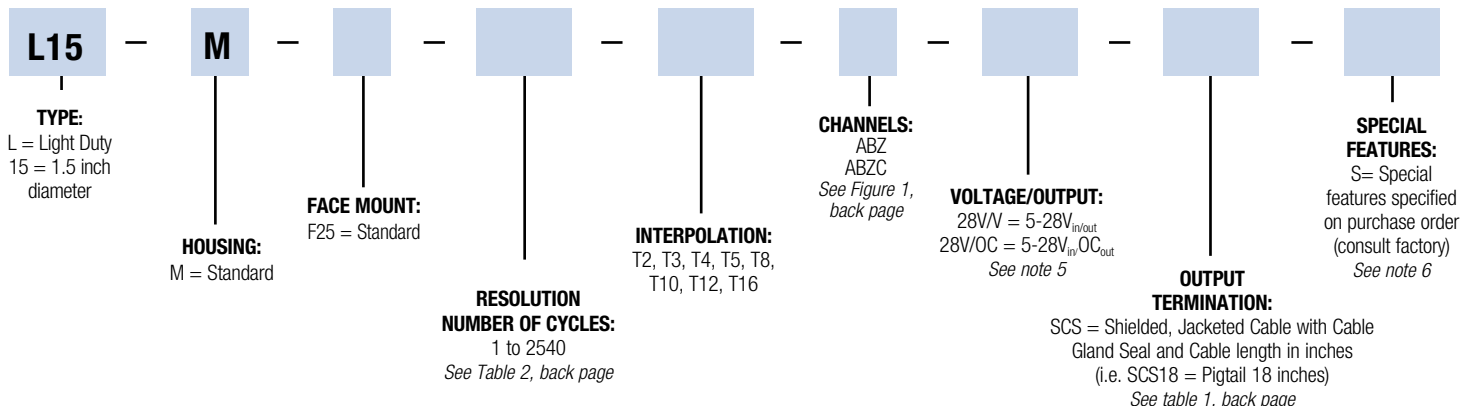 L15 – M – – – – – – –
TYPE:
L = Light Duty
15 = 1.5 inch
diameter
HOUSING:
M = Standard
FACE MOUNT:
F25 = Standard
RESOLUTION
NUMBER OF CYCLES:
1 to 2540
See Table 2, back page
INTERPOLATION:
T2, T3, T4, T5, T8,
T10, T12, T16
CHANNELS:
ABZ
ABZC
See Figure 1,
back page
VOLTAGE/OUTPUT:
28V/V = 5-28Vin/out
28V/OC = 5-28Vin/OCout
See note 5
OUTPUT
TERMINATION:
SCS = Shielded, Jacketed Cable with Cable
Gland Seal and Cable length in inches
(i.e. SCS18 = Pigtail 18 inches)
See table 1, back page
SPECIAL
FEATURES:
S= Special
features specified
on purchase order
(consult factory)
See note 6